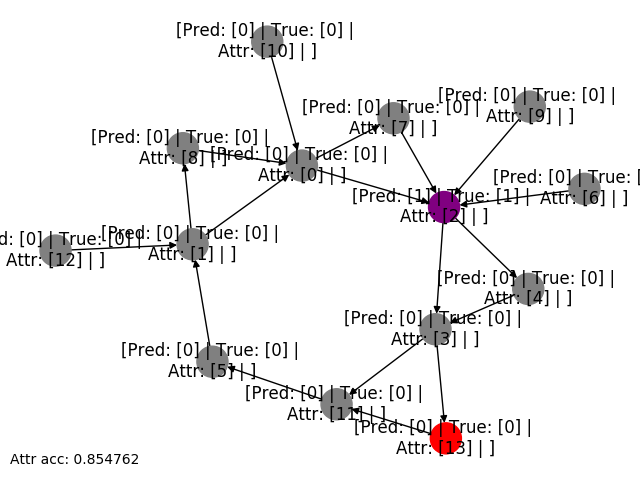 [Pred: [0] | True: [0] |
Attr: [10] | ]
[Pred: [0] | True: [0] |
Attr: [7] | ]
[Pred: [0] | True: [0] |
Attr: [9] | ]
[Pred: [0] | True: [0] |
Attr: [8] | ]
[Pred: [0] | True: [0] |
Attr: [0] | ]
[Pred: [0] | True: [
Attr: [6] | ]
[Pred: [1] | True: [1] |
Attr: [2] | ]
d: [0] | True: [0] |
Attr: [12] | ]
[Pred: [0] | True: [0] |
Attr: [1] | ]
[Pred: [0] | True: [0] |
Attr: [4] | ]
[Pred: [0] | True: [0] |
Attr: [3] | ]
[Pred: [0] | True: [0] |
Attr: [5] | ]
[Pred: [0] | True: [0] |
Attr: [11] | ]
[Pred: [0] | True: [0] |
Attr: [13] | ]
Attr acc: 0.854762